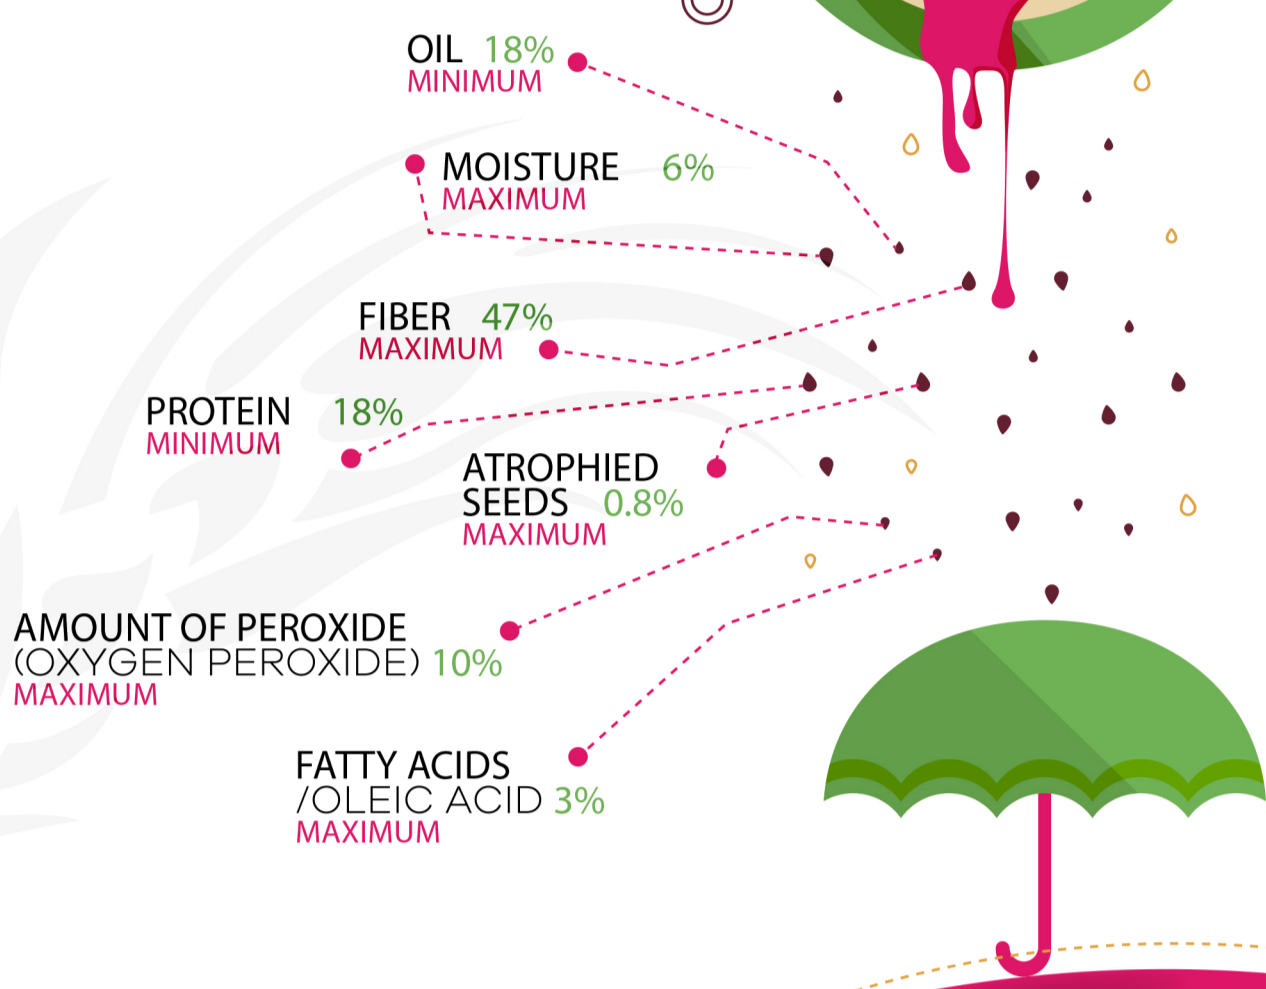 OIL 18%
MINIMUM
MOISTURE 6%
MAXIMUM
FIBER 47%
MAXIMUM
PROTEIN 18%
MINIMUM
ATROPHIED
SEEDS 0.8%
MAXIMUM
AMOUNT OF PEROXIDE
(OXYGEN PEROXIDE) 10%
MAXIMUM
FATTY ACIDS
/OLEIC ACID 3%
MAXIMUM